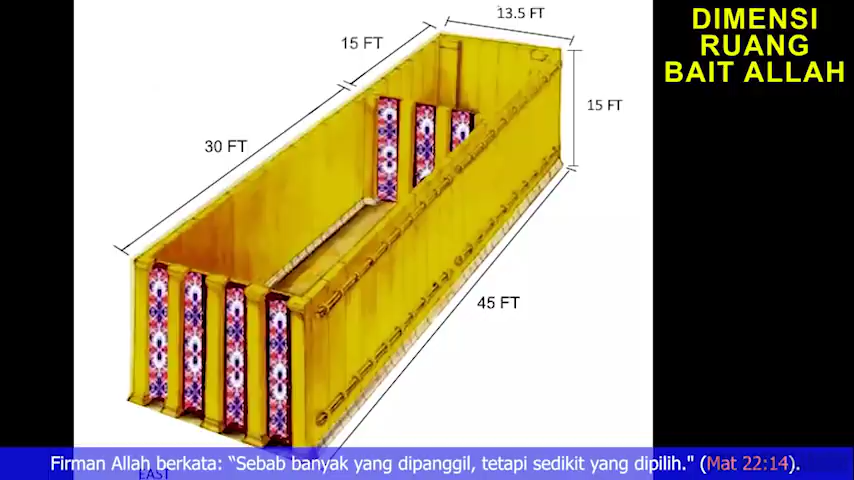 DIMENSI
RUANG
BAIT ALLAH
13.5 FT
15 FT
15 FT
30 FT
45 FT
EAST
Firman Allah berkata: “Sebab banyak yang dipanggil, tetapi sedikit yang dipilih." (Mat 22:14).